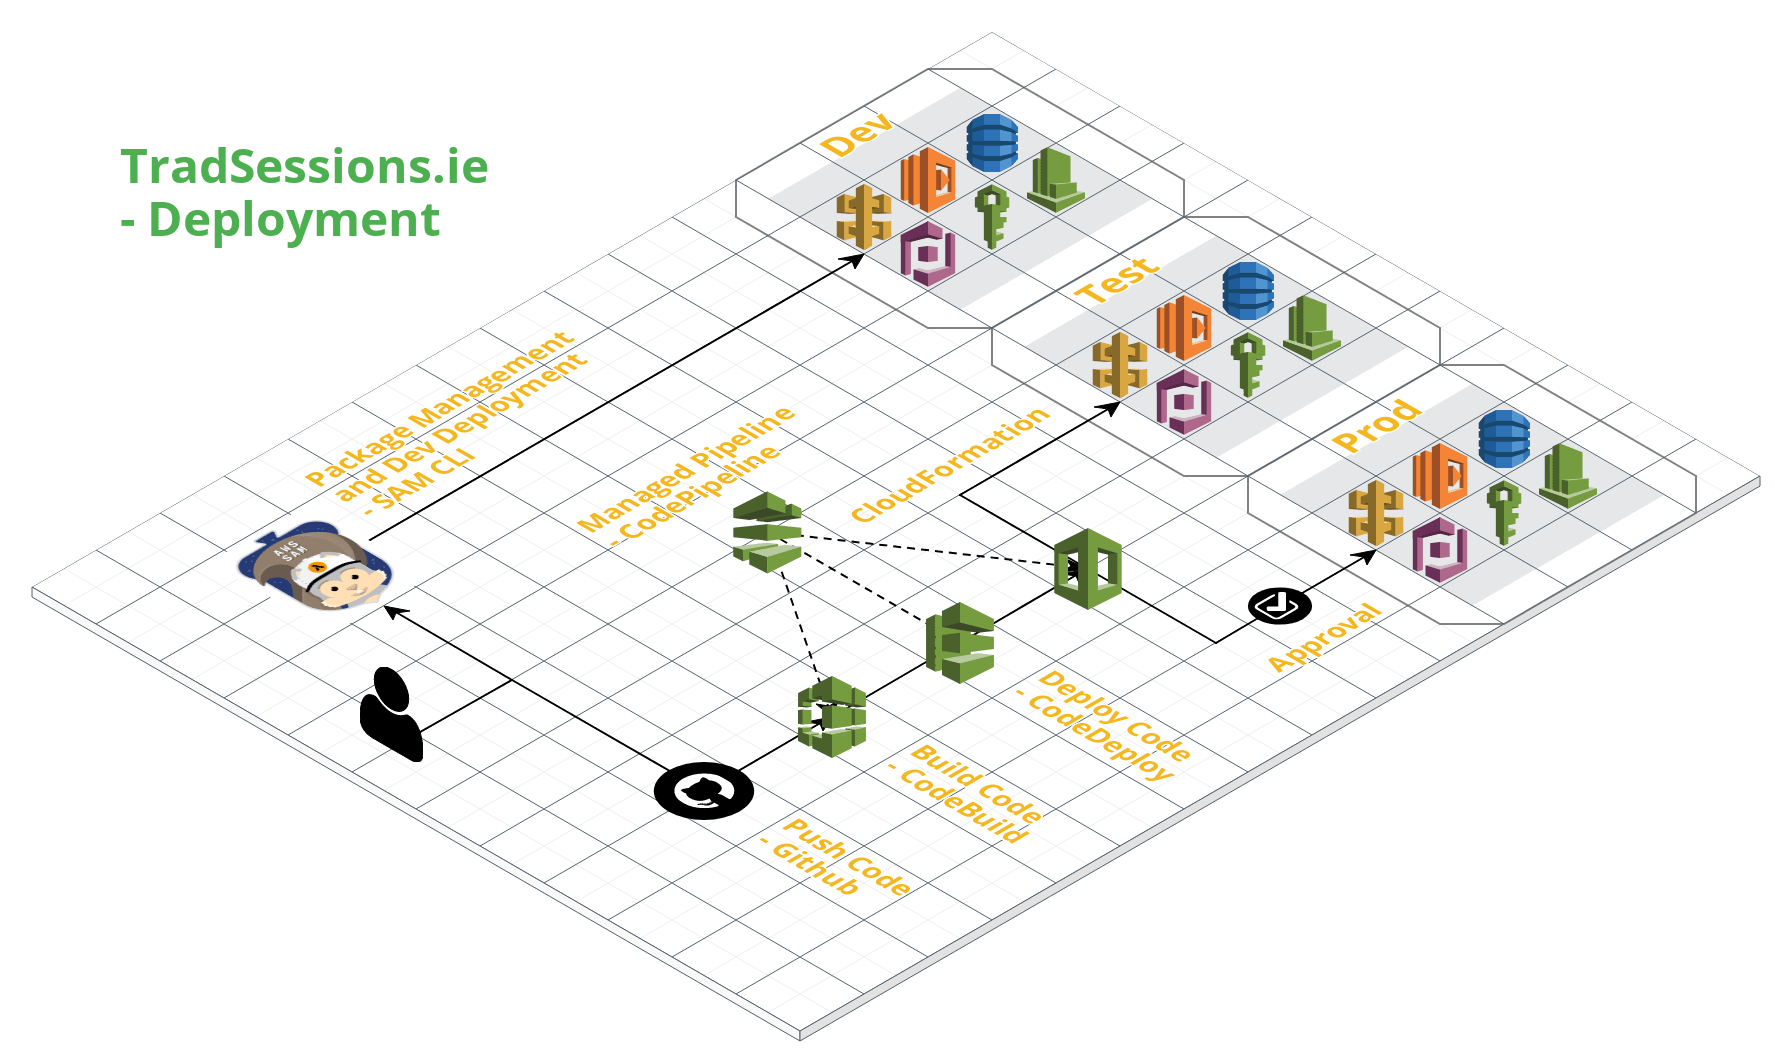 TradSessions.ie
- Deployment
Dev
Test
Prod
Package Management
and Dev Deployment
- SAM CLI
Managed Pipeline
- CodePipeline
CloudFormation
AWS
SAM
Approval
Deploy Code
- CodeDeploy
Build Code
- CodeBuild
Push Code
- Github